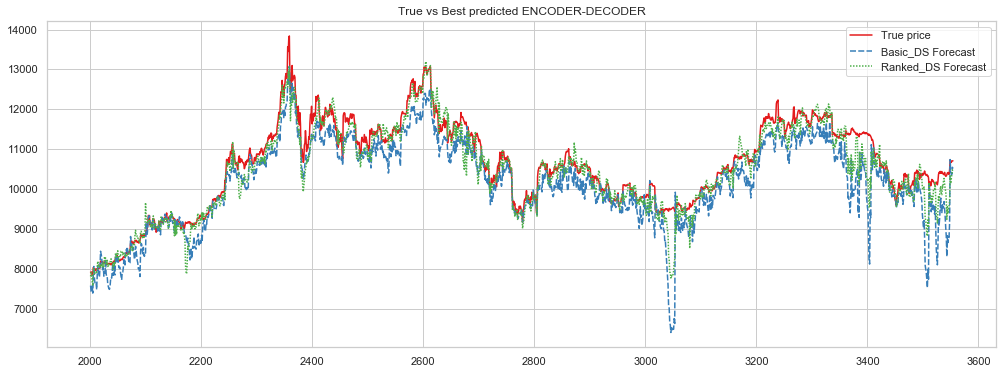 True vs Best predicted ENCODER-DECODER
14000
13000
12000
11000
10000
9000
8000
7000
True price
Basic_DS Forecast
Ranked_DS Forecast
2000 2200 2400 2600 2800 3000 3200 3400 3600